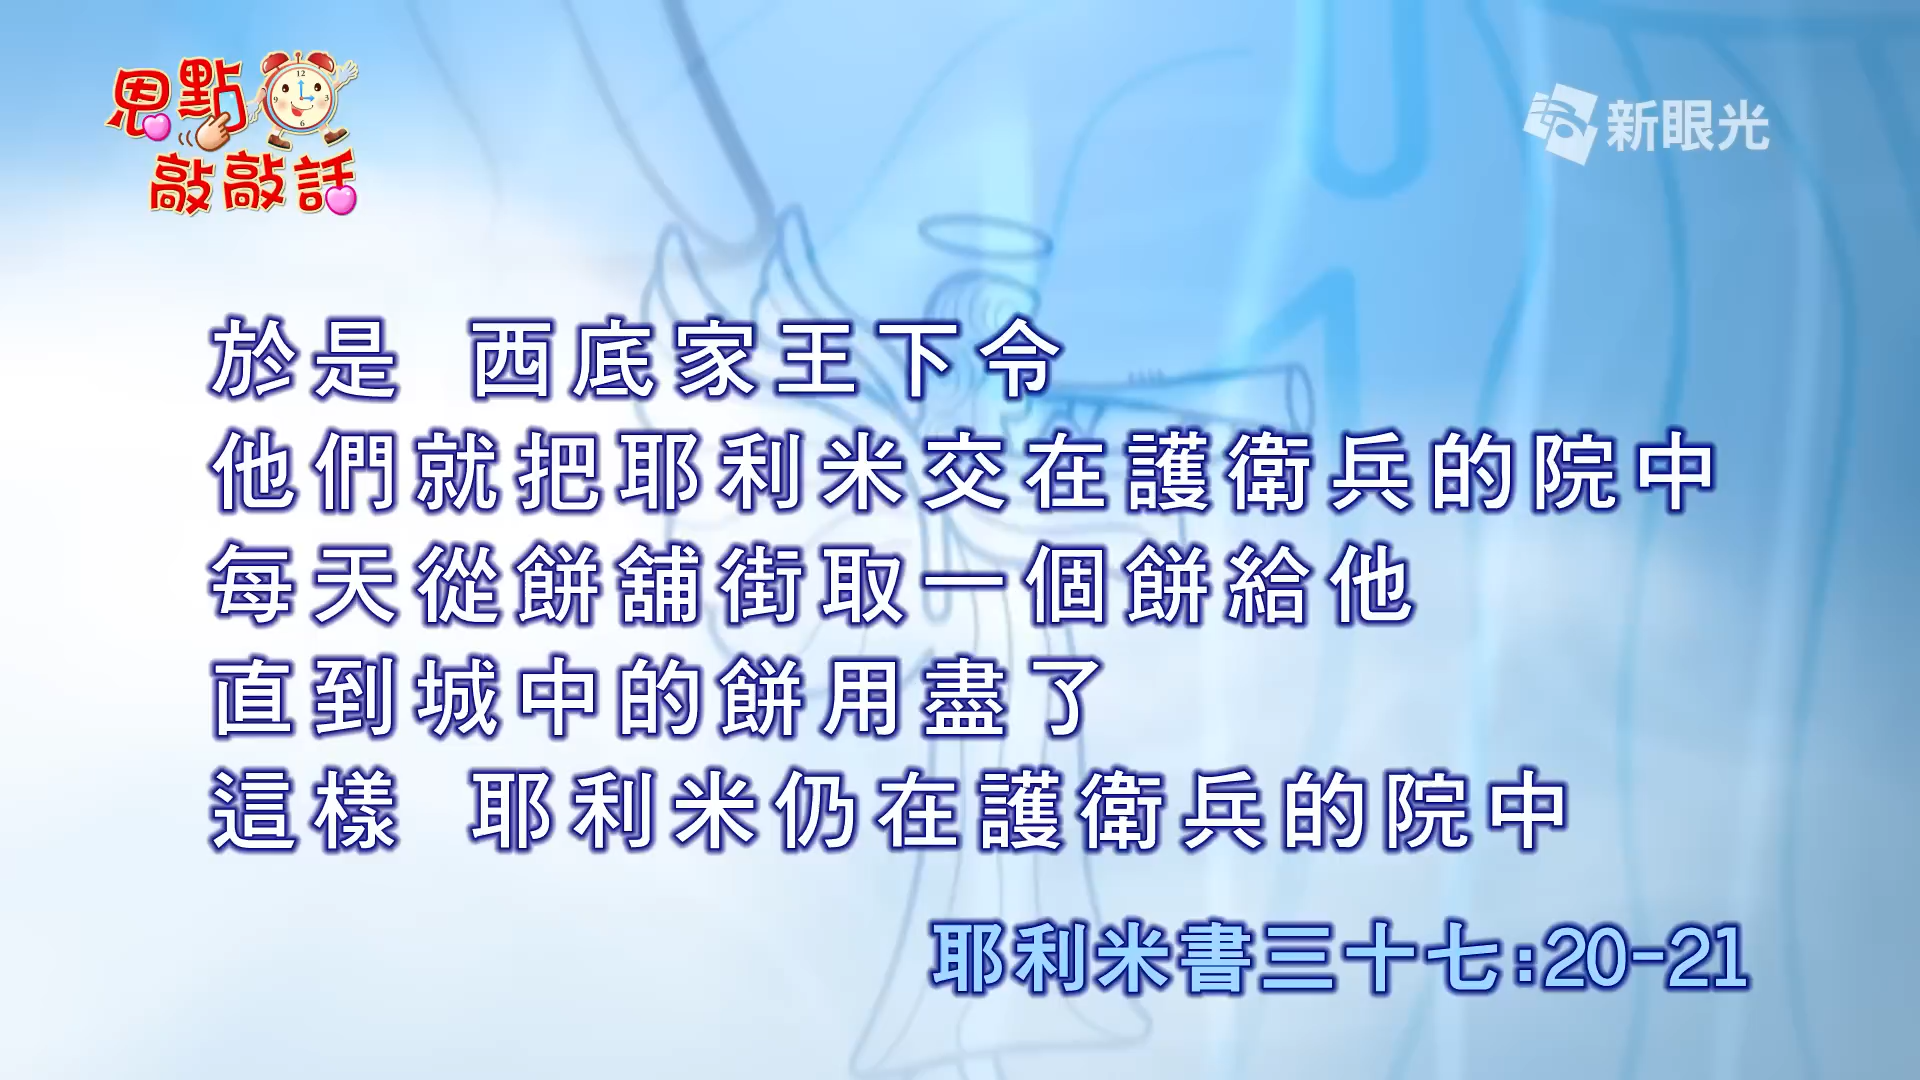 恩點
敲敲話
新眼光
於是 西底家王下令
他們就把耶利米交在護衛兵的院中
每天從餅舖街取一個餅給他
直到城中的餅用盡了
這樣 耶利米仍在護衛兵的院中
耶利米書三十七:20-21